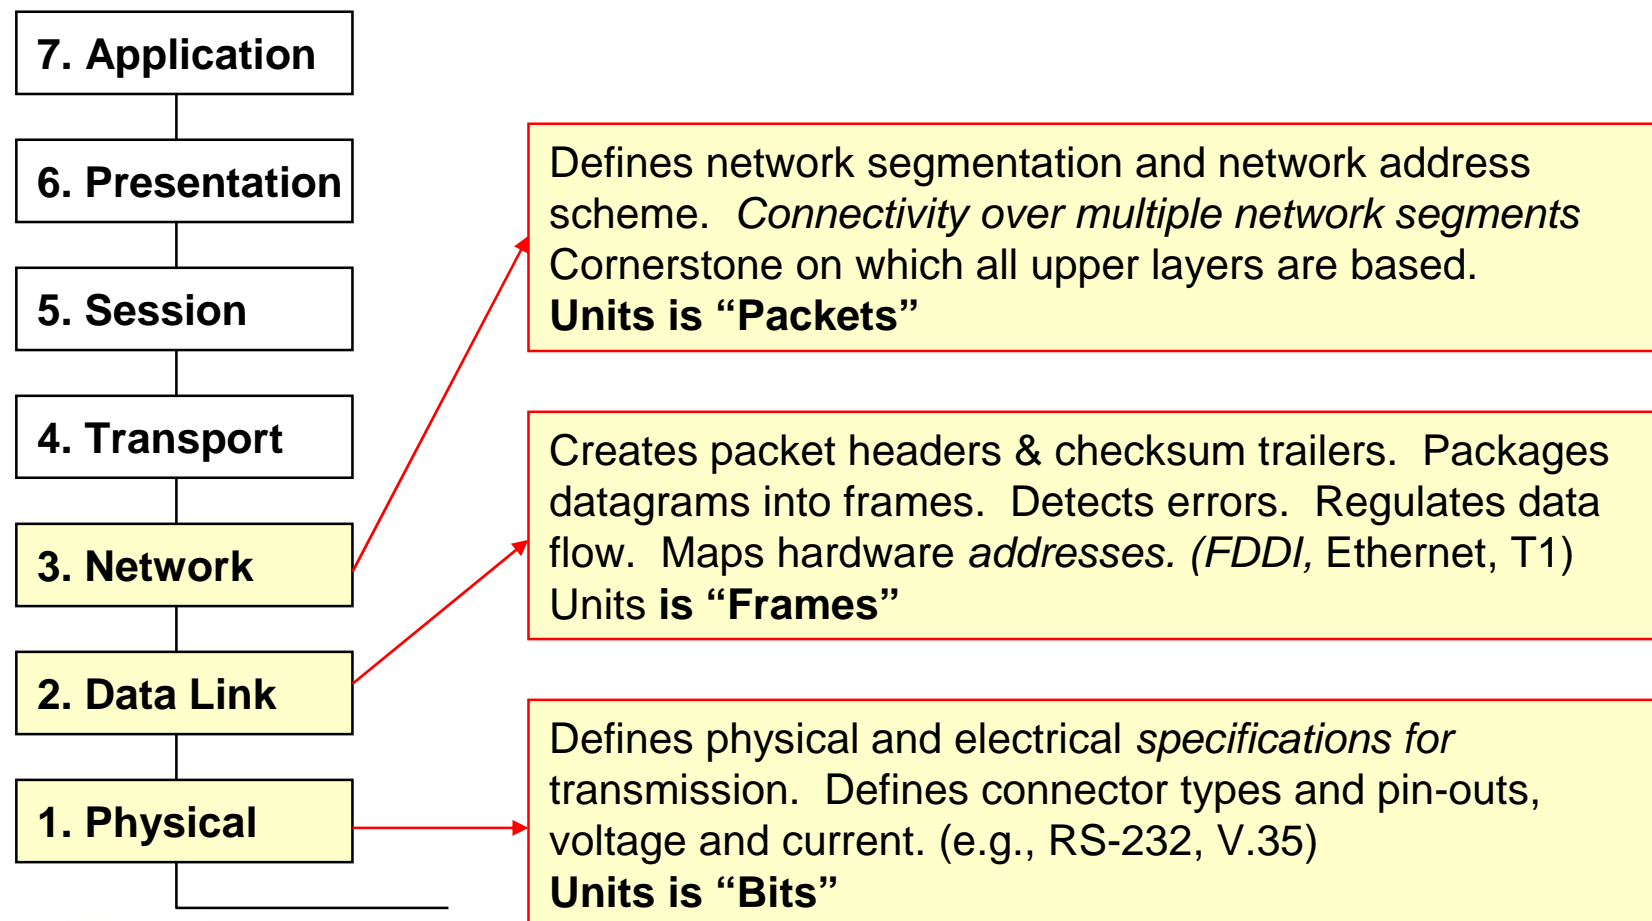 7. Application
6. Presentation
5. Session
4. Transport
3. Network
2. Data Link
1. Physical
Defines network segmentation and network address
scheme.  Connectivity over multiple network segments
Cornerstone on which all upper layers are based.
Units is “Packets”
Creates packet headers & checksum trailers.  Packages
datagrams into frames.  Detects errors.  Regulates data
flow.  Maps hardware addresses. (FDDI, Ethernet, T1)
Units is “Frames”
Defines physical and electrical specifications for
transmission.  Defines connector types and pin-outs,
voltage and current. (e.g., RS-232, V.35)
Units is “Bits”